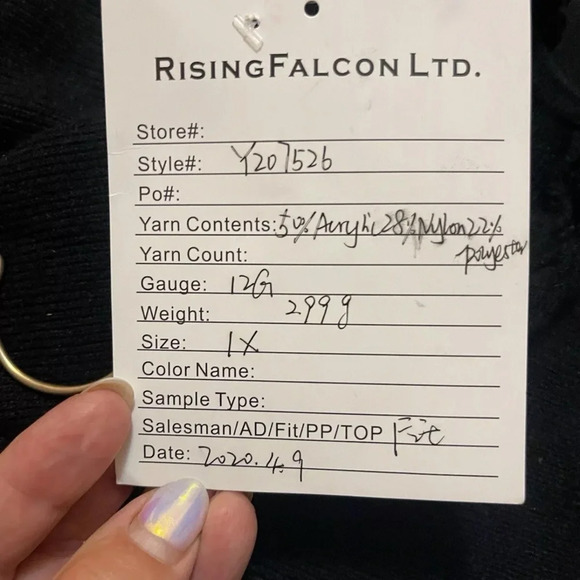 RISINGFALCON LTD.
Store#:
Style#: Y207526
Po#:
Yarn Contents: 50% Acrylic 28% Nylon 22%
polyester
Yarn Count:
Gauge: 12G
Weight: 299g
Size: 1X
Color Name:
Sample Type:
Salesman/AD/Fit/PP/TOP Fit
Date: 2020.4.9